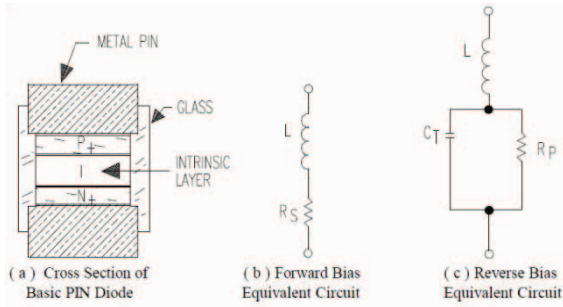 METAL PIN
GLASS
P+
I
INTRINSIC
LAYER
N+
( a ) Cross Section of
Basic PIN Diode
L
RS
( b ) Forward Bias
Equivalent Circuit
L
CT
RP
( c ) Reverse Bias
Equivalent Circuit